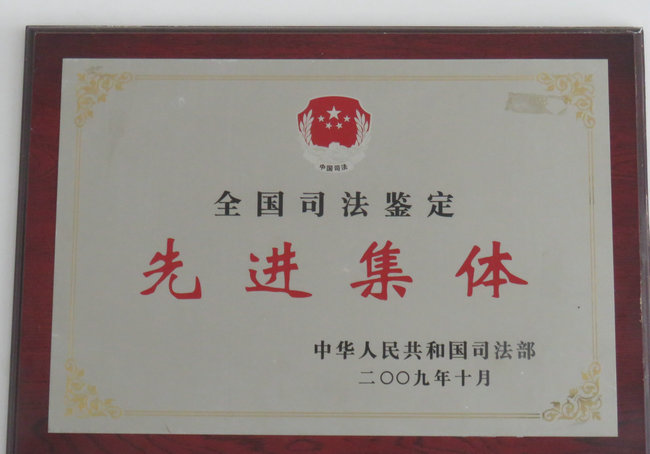 中国司法
全国司法鉴定
先进集体
中华人民共和国司法部
二〇〇九年十月